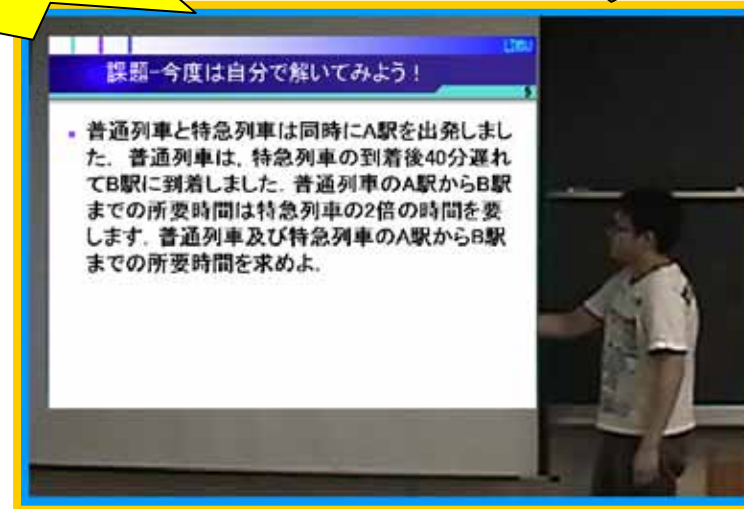 課題-今度は自分で解いてみよう!
5
普通列車と特急列車は同時にA駅を出発しまし
た. 普通列車は, 特急列車の到着後40分遅れ
てB駅に到着しました. 普通列車のA駅からB駅
までの所要時間は特急列車の2倍の時間を要
します. 普通列車及び特急列車のA駅からB駅
までの所要時間を求めよ.